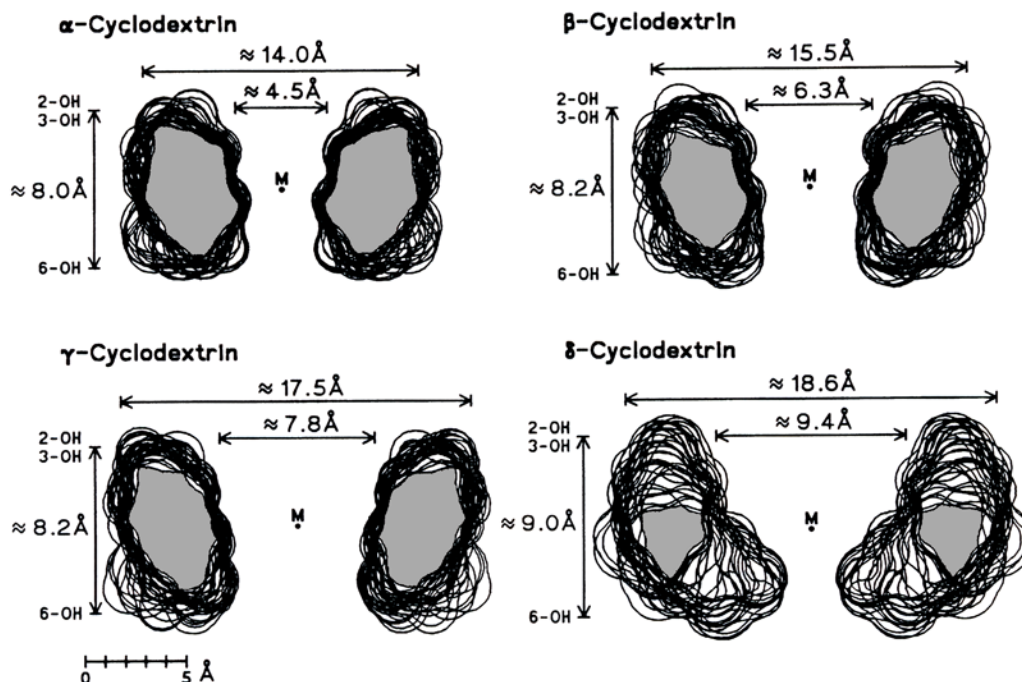 α-Cyclodextrin
≈ 14.0Å
≈ 4.5Å
2-OH
3-OH
≈ 8.0Å
M
6-OH
β-Cyclodextrin
≈ 15.5Å
≈ 6.3Å
2-OH
3-OH
≈ 8.2Å
M
6-OH
γ-Cyclodextrin
≈ 17.5Å
≈ 7.8Å
2-OH
3-OH
≈ 8.2Å
M
6-OH
0 5 Å
δ-Cyclodextrin
≈ 18.6Å
≈ 9.4Å
2-OH
3-OH
≈ 9.0Å
M
6-OH